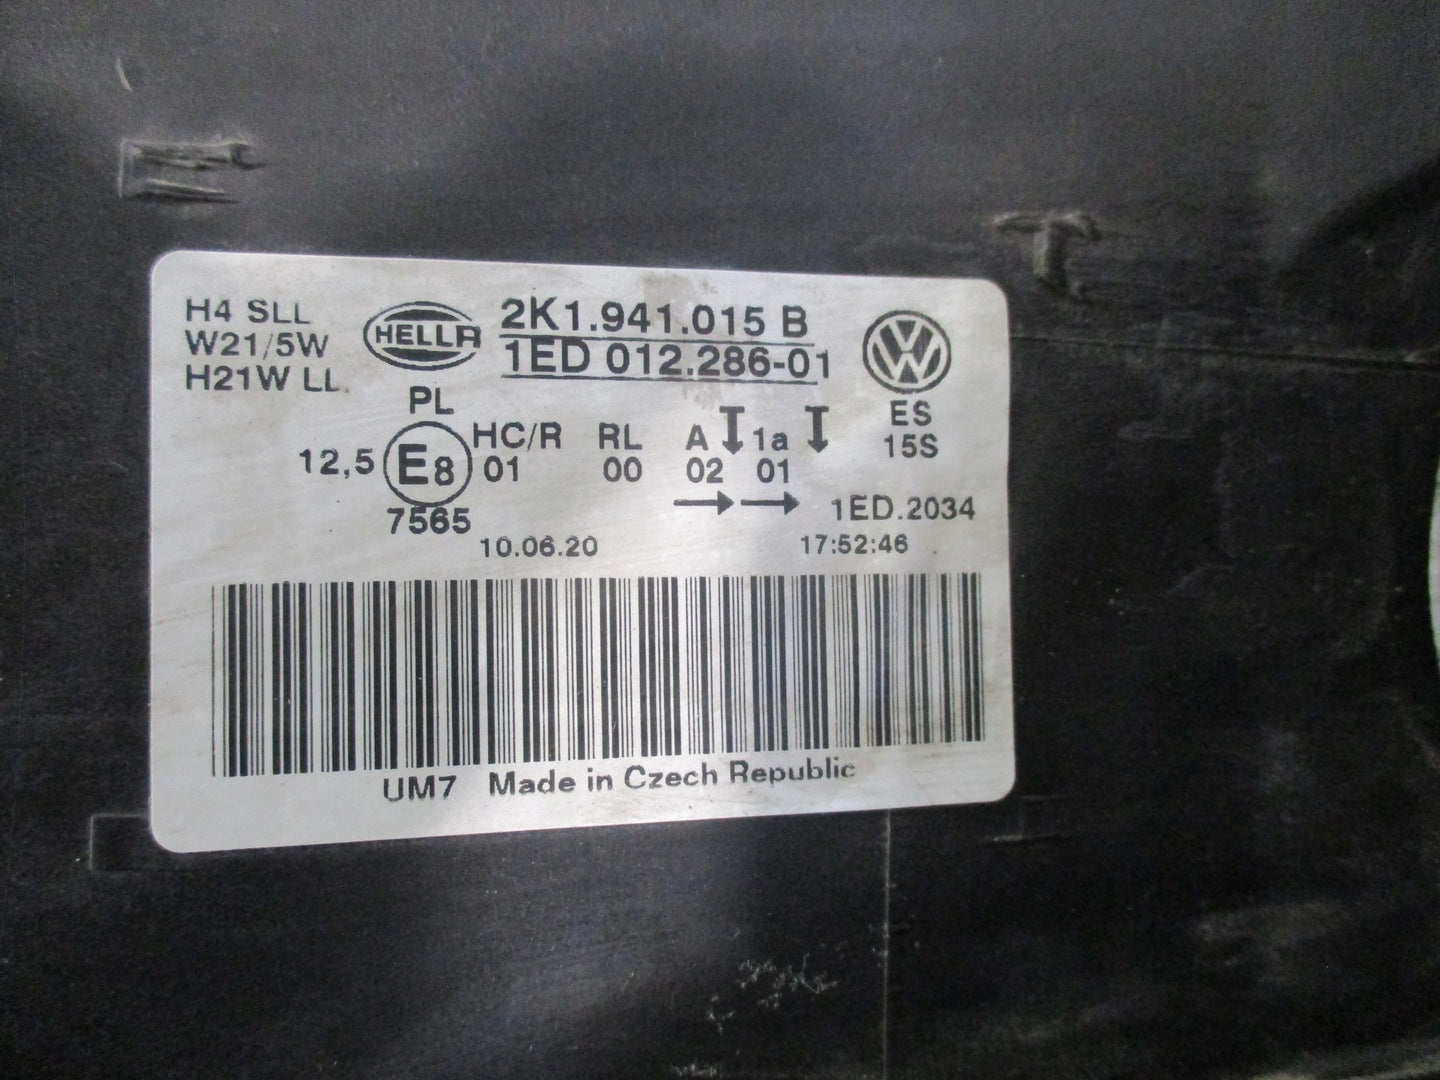 H4 SLL
W21/5W
H21W LL
HELLA
2K1.941.015 B
1ED 012.286-01
PL
HC/R RL A 1a
ES
15S
12,5 E8 01 00 02 01
7565
1ED.2034
10.06.20 17:52:46
UM7 Made in Czech Republic